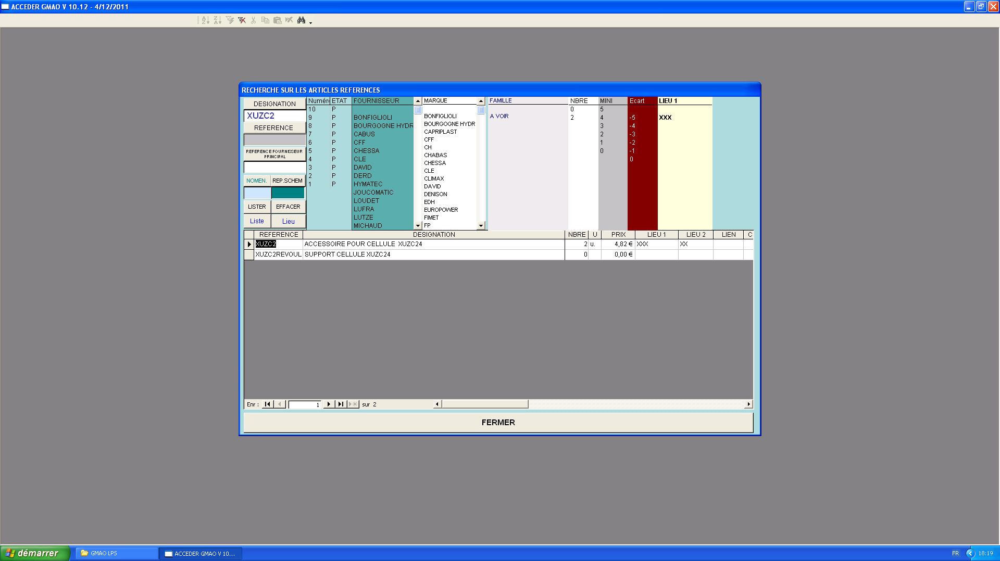 ACCEDER GMAO V 10.12 - 4/12/2011
RECHERCHE SUR LES ARTICLES REFERENCES
DESIGNATION
XUZC2
REFERENCE
REFERENCE FOURNISSEUR
PRINCIPAL
NOMEN. REP.SCHEM
LISTER EFFACER
Liste Lieu
Numér ETAT
10 P
9 P
8 P
7 P
6 P
5 P
4 P
3 P
2 P
1 P
FOURNISSEUR
BONFIGLIOLI
BOURGOGNE HYDR
CABUS
CFF
CHESSA
CLE
DAVID
DERD
HYMATEC
JOUCOMATIC
LOUDET
LUFRA
LUTZE
MICHAUD
MARQUE
BONFIGLIOLI
BOURGOGNE HYDR
CAPRIPLAST
CFF
CH
CHABAS
CHESSA
CLE
CLIMAX
DAVID
DENISON
EDH
EUROPOWER
FIMET
FP
FAMILLE
A VOIR
NBRE
0
2
MINI
5
4
3
2
1
0
Ecart
-5
-4
-3
-2
-1
0
LIEU 1
XXX
REFERENCE DESIGNATION NBRE U PRIX LIEU 1 LIEU 2 LIEN C
XUZC2 ACCESSOIRE POUR CELLULE XUZC24 2 u. 4,82 € XXX XX
XUZC2REVOUL SUPPORT CELLULE XUZC24 0 0,00 €
Enr : 1 sur 2
FERMER
démarrer GMAO LPS ACCEDER GMAO V 10... FR 18:19